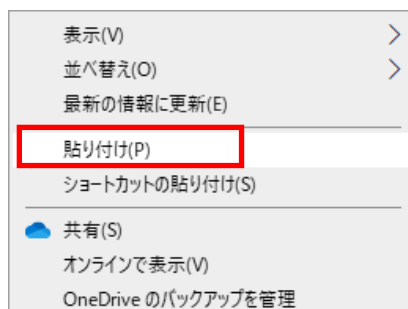 表示(V)
並べ替え(O)
最新の情報に更新(E)
貼り付け(P)
ショートカットの貼り付け(S)
共有(S)
オンラインで表示(V)
OneDrive のバックアップを管理